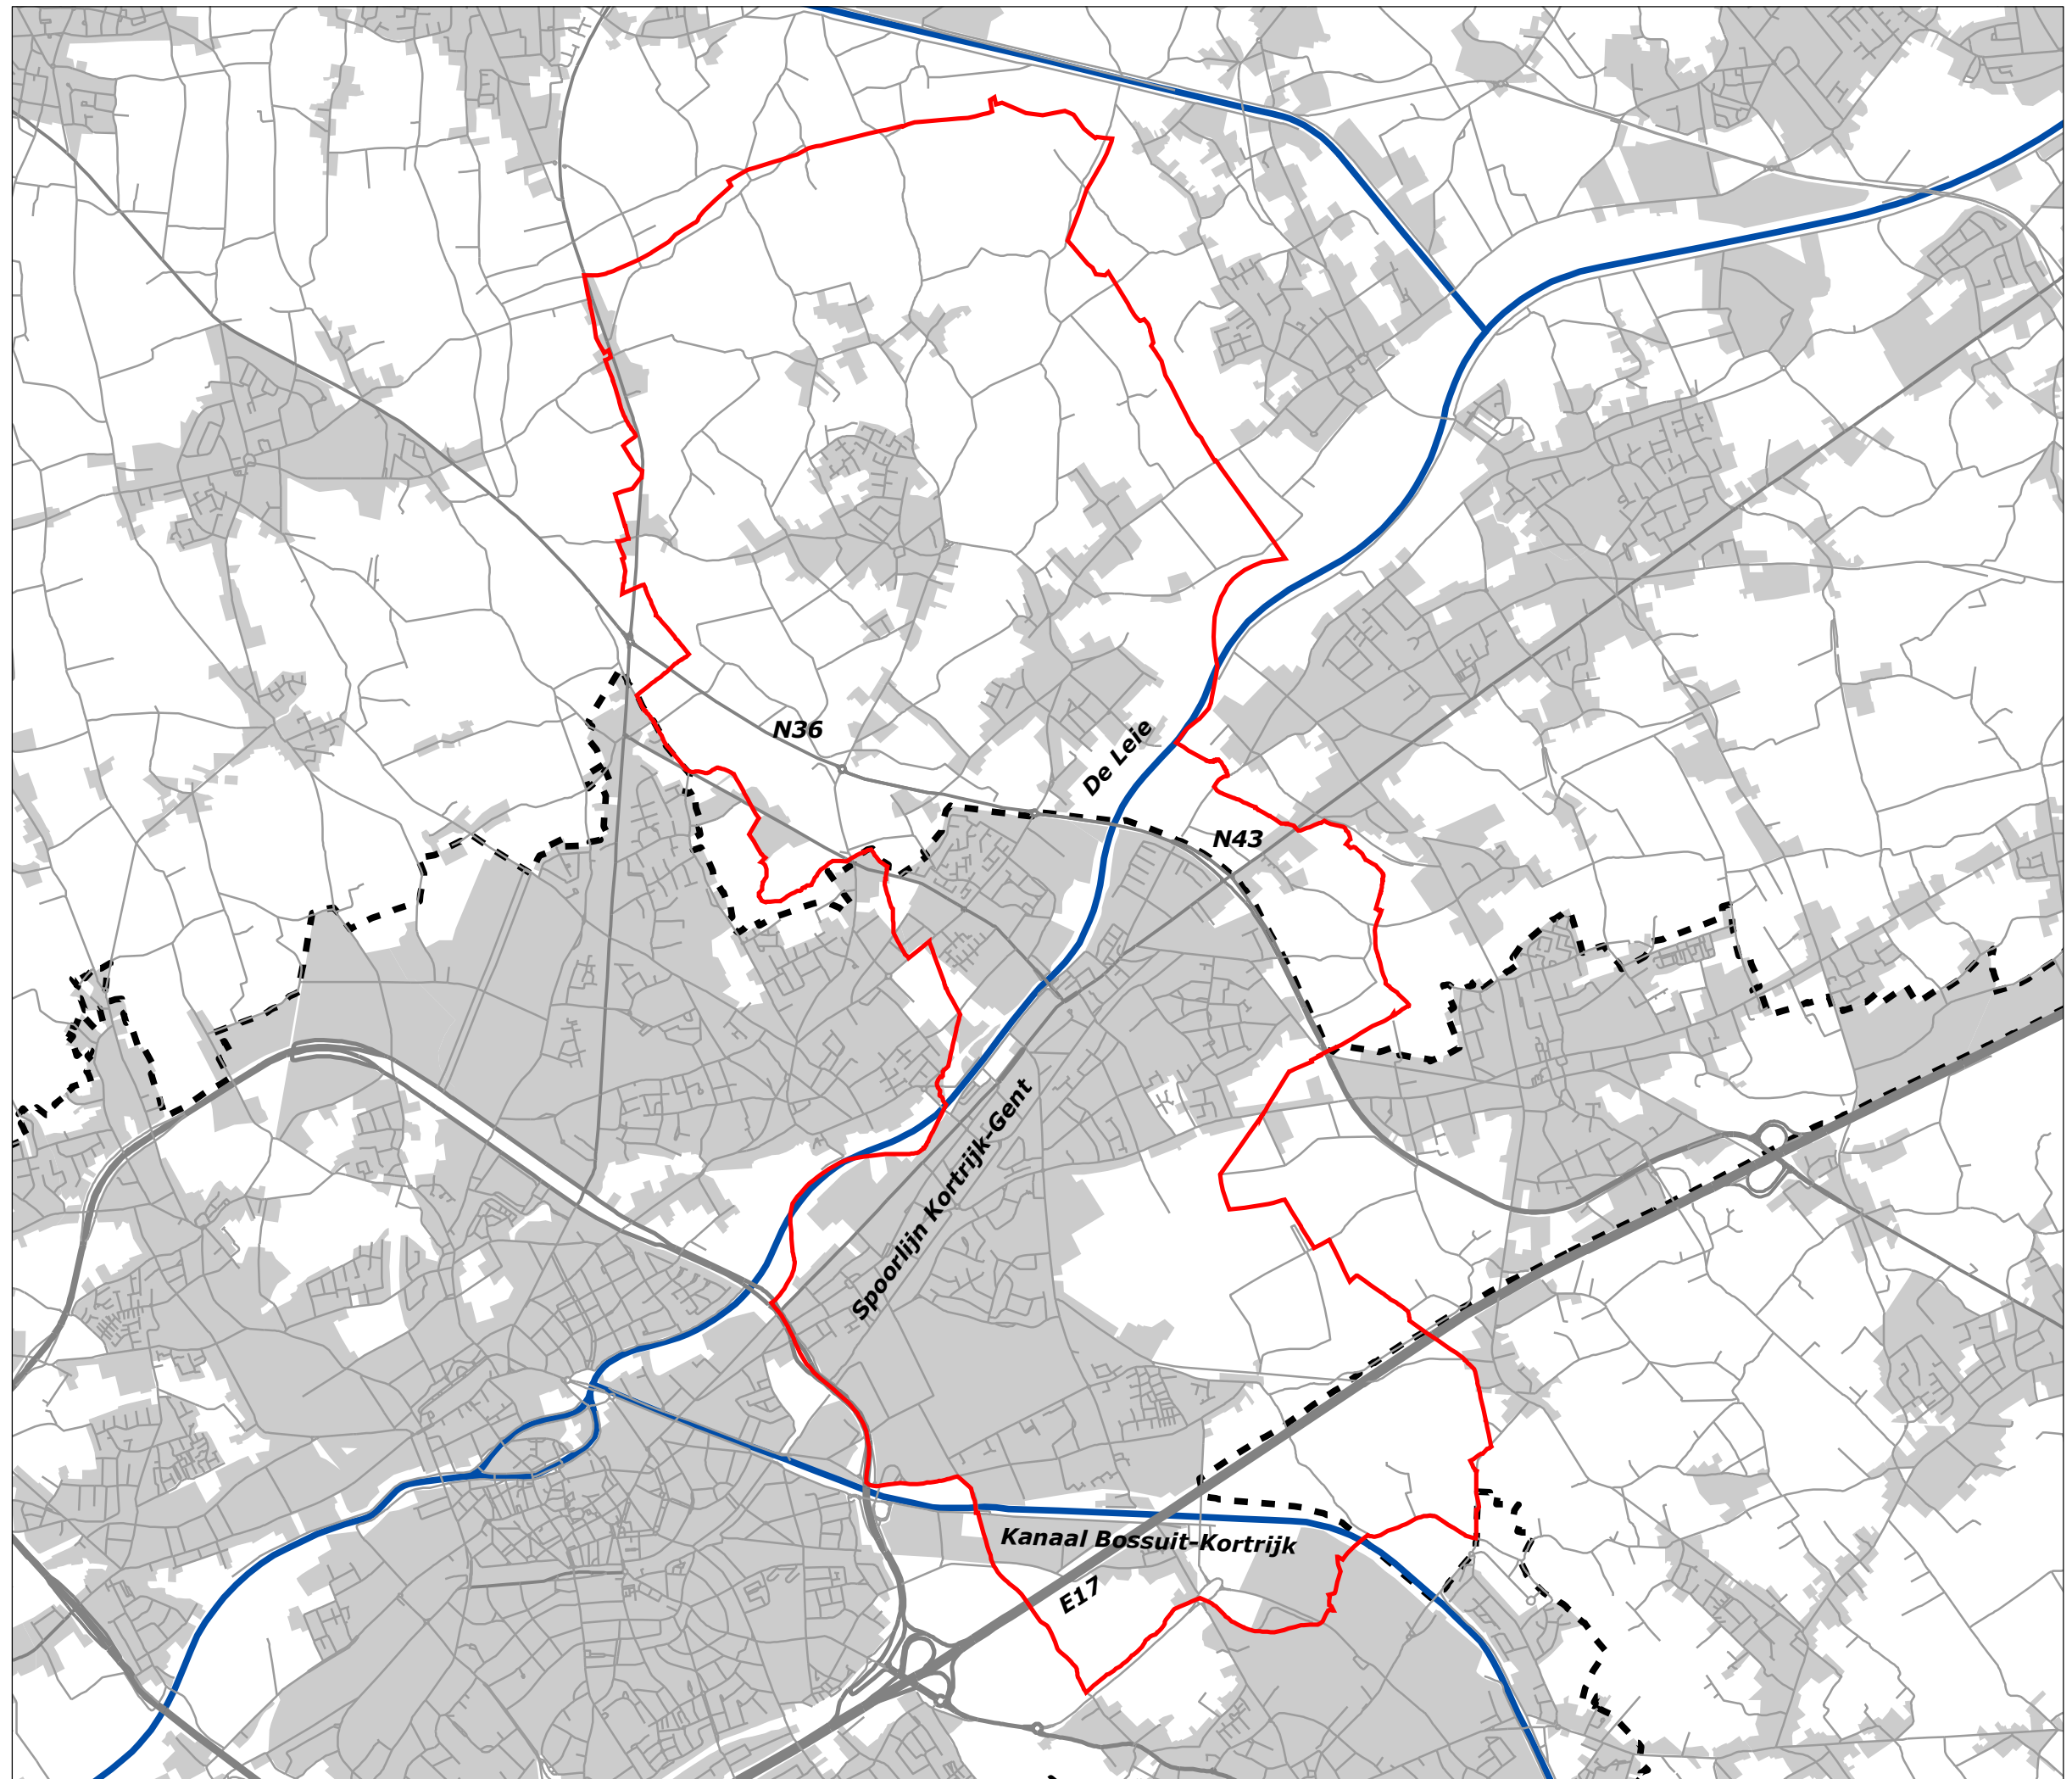 N36
De Leie
N43
Spoorlijn Kortrijk-Gent
Kanaal Bossuit-Kortrijk
E17